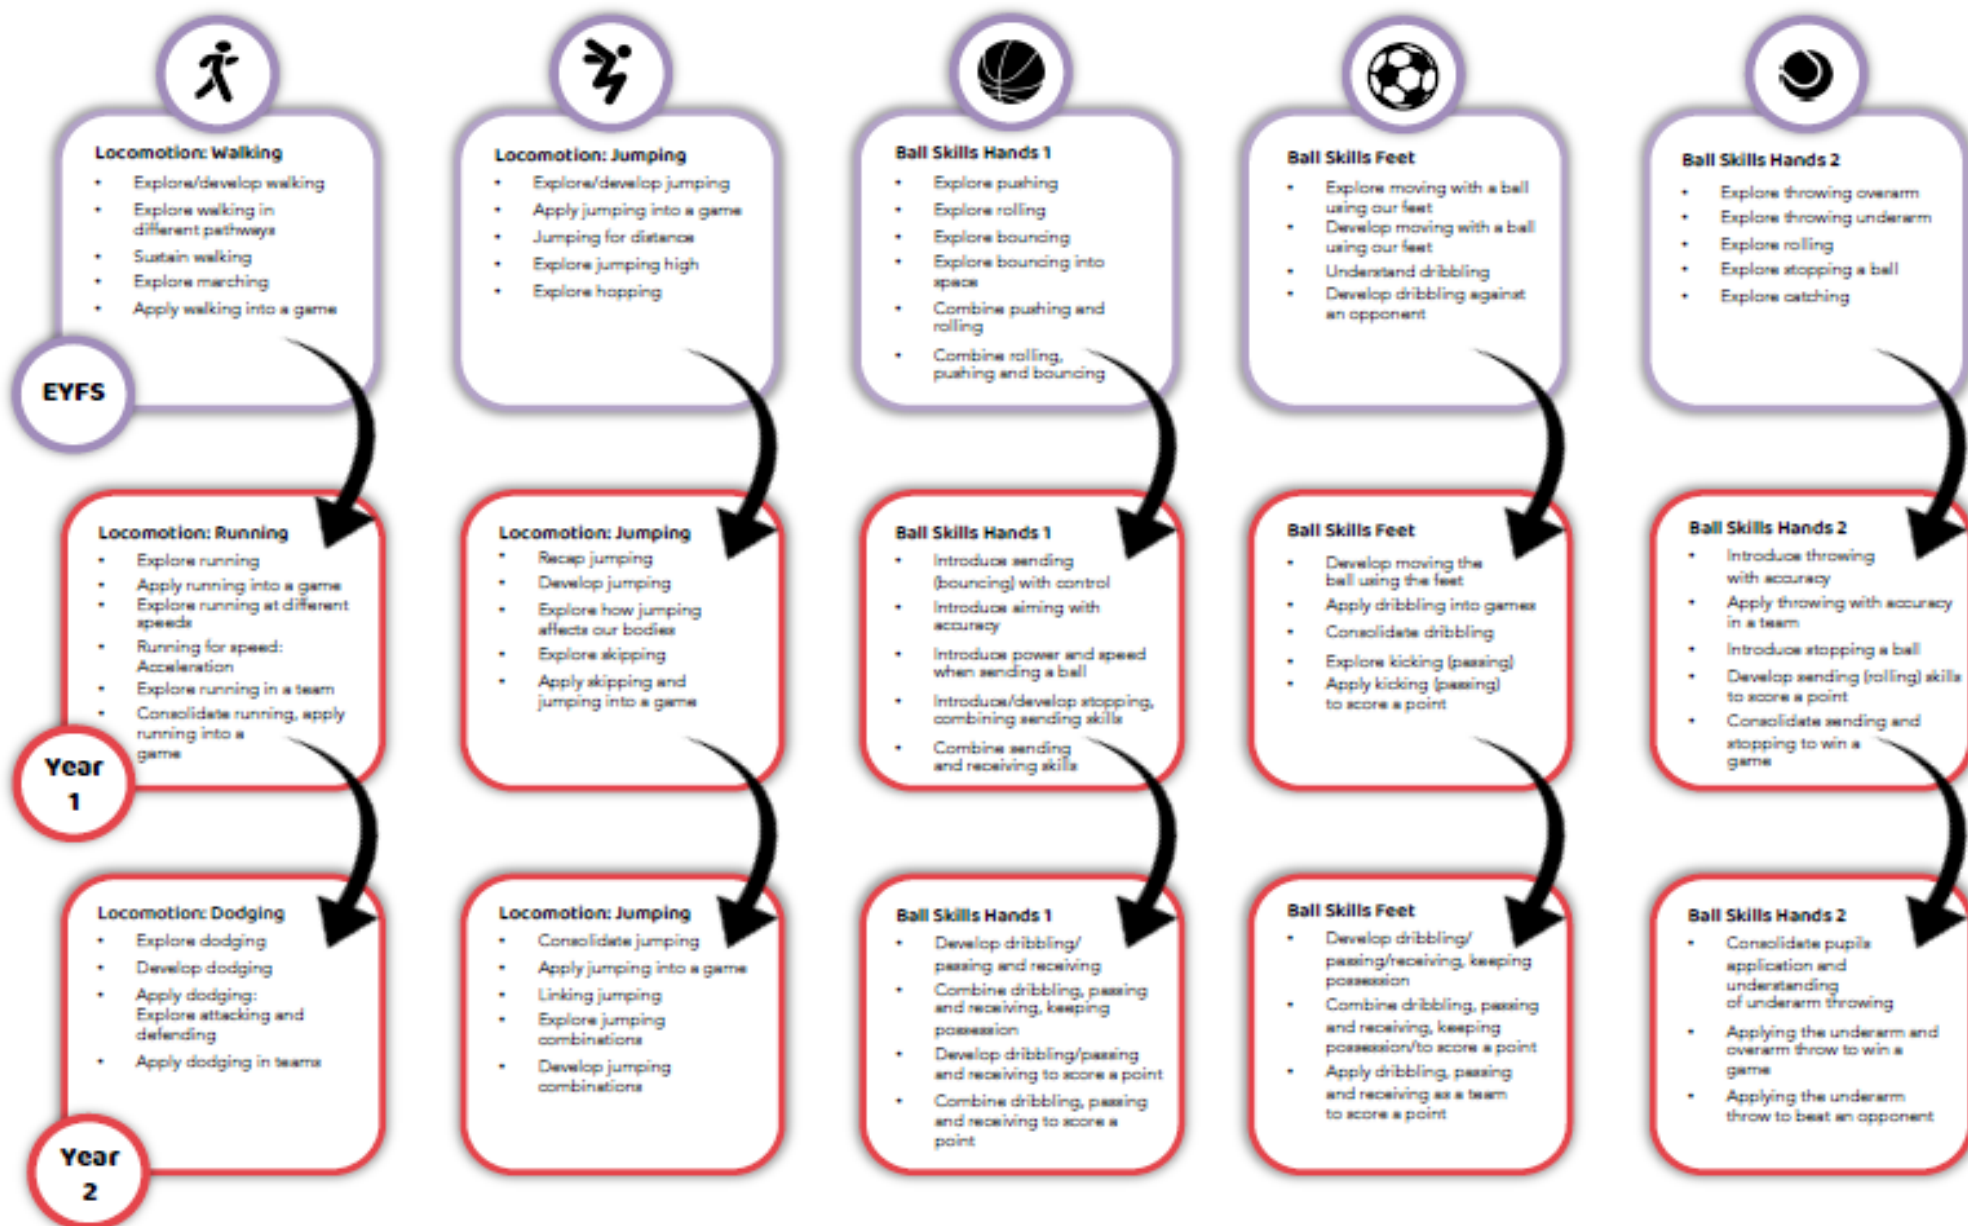 Locomotion: Walking
• Explore/develop walking
• Explore walking in
different pathways
• Sustain walking
• Explore marching
• Apply walking into a game
EYFS
Locomotion: Jumping
• Explore/develop jumping
• Apply jumping into a game
• Jumping for distance
• Explore jumping high
• Explore hopping
Ball Skills Hands 1
• Explore pushing
• Explore rolling
• Explore bouncing
• Explore bouncing into
space
• Combine pushing and
rolling
• Combine rolling,
pushing and bouncing
Ball Skills Feet
• Explore moving with a ball
using our feet
• Develop moving with a ball
using our feet
• Understand dribbling
• Develop dribbling against
an opponent
Ball Skills Hands 2
• Explore throwing overarm
• Explore throwing underarm
• Explore rolling
• Explore stopping a ball
• Explore catching
Locomotion: Running
• Explore running
• Apply running into a game
• Explore running at different
speeds
• Running for speed:
Acceleration
• Explore running in a team
• Consolidate running, apply
running into a
game
Year
1
Locomotion: Jumping
• Recap jumping
• Develop jumping
• Explore how jumping
affects our bodies
• Explore skipping
• Apply skipping and
jumping into a game
Ball Skills Hands 1
• Introduce sending
(bouncing) with control
• Introduce aiming with
accuracy
• Introduce power and speed
when sending a ball
• Introduce/develop stopping,
combining sending skills
• Combine sending
and receiving skills
Ball Skills Feet
• Develop moving the
ball using the feet
• Apply dribbling into games
• Consolidate dribbling
• Explore kicking (passing)
• Apply kicking (passing)
to score a point
Ball Skills Hands 2
• Introduce throwing
with accuracy
• Apply throwing with accuracy
in a team
• Introduce stopping a ball
• Develop sending (rolling) skills
to score a point
• Consolidate sending and
stopping to win a
game
Locomotion: Dodging
• Explore dodging
• Develop dodging
• Apply dodging:
Explore attacking and
defending
• Apply dodging in teams
Year
2
Locomotion: Jumping
• Consolidate jumping
• Apply jumping into a game
• Linking jumping
• Explore jumping
combinations
• Develop jumping
combinations
Ball Skills Hands 1
• Develop dribbling/
passing and receiving
• Combine dribbling, passing
and receiving, keeping
possession
• Develop dribbling/passing
and receiving to score a point
• Combine dribbling, passing
and receiving to score a
point
Ball Skills Feet
• Develop dribbling/
passing/receiving, keeping
possession
• Combine dribbling, passing
and receiving, keeping
possession/to score a point
• Apply dribbling, passing
and receiving as a team
to score a point
Ball Skills Hands 2
• Consolidate pupils
application and
understanding
of underarm throwing
• Applying the underarm and
overarm throw to win a
game
• Applying the underarm
throw to beat an opponent